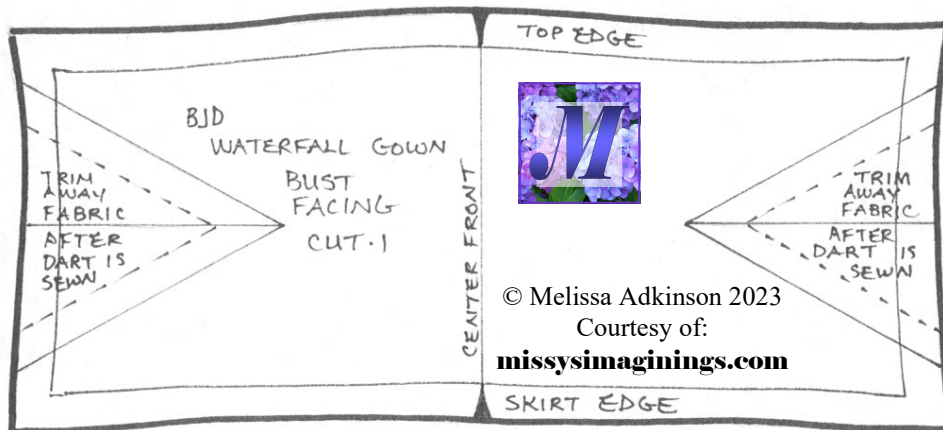 TOP EDGE
BJD
WATERFALL GOWN
BUST
FACING
CUT·1
TRIM
AWAY
FABRIC
AFTER
DART IS
SEWN
CENTER FRONT
M
TRIM
AWAY
FABRIC
AFTER
DART IS
SEWN
© Melissa Adkinson 2023
Courtesy of:
missysimaginings.com
SKIRT EDGE